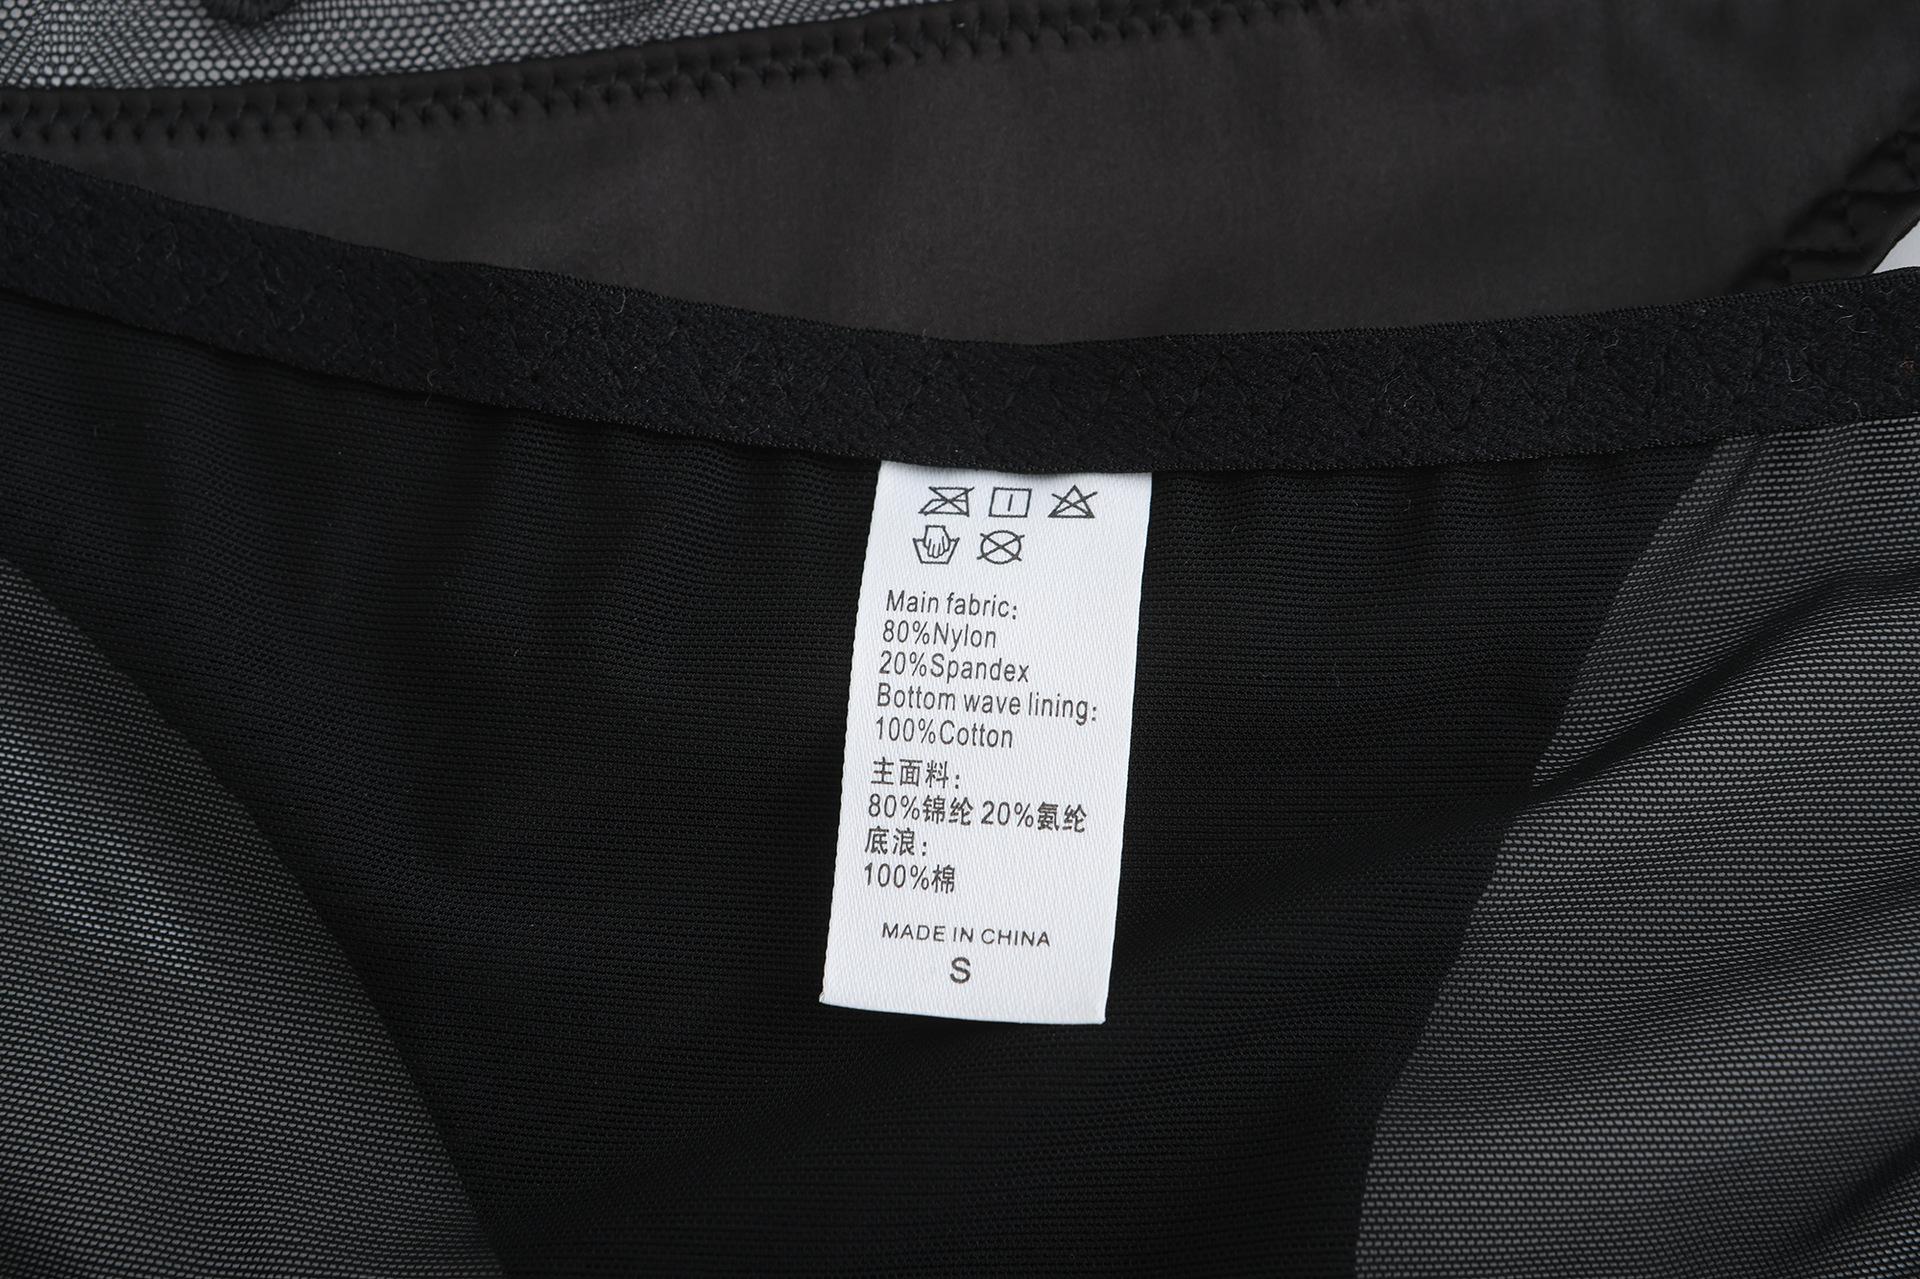 Main fabric:
80%Nylon
20%Spandex
Bottom wave lining:
100%Cotton
主面料:
80%锦纶 20%氨纶
底浪:
100%棉
MADE IN CHINA
S